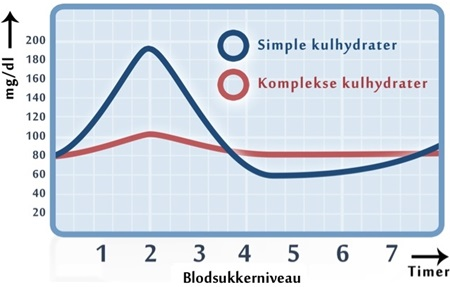 mg/dl
200
180
160
140
120
100
80
60
40
20
Simple kulhydrater
Komplekse kulhydrater
1 2 3 4 5 6 7
Timer
Blodsukkerniveau